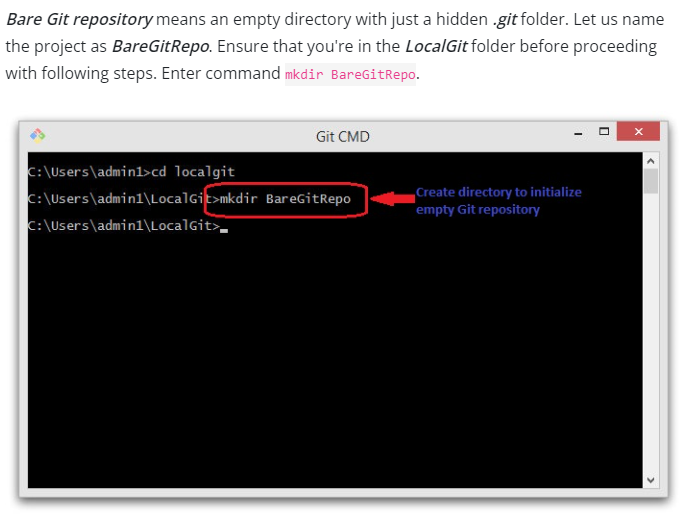 Bare Git repository means an empty directory with just a hidden .git folder. Let us name
the project as BareGitRepo. Ensure that you're in the LocalGit folder before proceeding
with following steps. Enter command mkdir BareGitRepo.
Git CMD
C:\Users\admin1>cd localgit
C:\Users\admin1\LocalGit>mkdir BareGitRepo
Create directory to initialize
empty Git repository
C:\Users\admin1\LocalGit>_